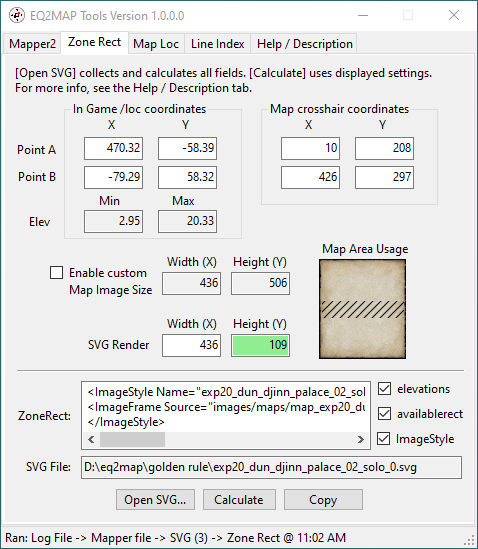 EQ2MAP Tools Version 1.0.0.0
Mapper2 Zone Rect Map Loc Line Index Help / Description
[Open SVG] collects and calculates all fields. [Calculate] uses displayed settings.
For more info, see the Help / Description tab.
In Game /loc coordinates Map crosshair coordinates
X Y X Y
Point A 470.32 -58.39 10 208
Point B -79.29 58.32 426 297
Min Max
Elev 2.95 20.33
Map Area Usage
Width (X) Height (Y)
Enable custom
Map Image Size 436 506
Width (X) Height (Y)
SVG Render 436 109
<ImageStyle Name="exp20_dun_djinn_palace_02_solo elevations
ZoneRect: <ImageFrame Source="images/maps/map_exp20_du availablerect
</ImageStyle>
ImageStyle
SVG File: D:\eq2map\golden rule\exp20_dun_djinn_palace_02_solo_0.svg
Open SVG... Calculate Copy
Ran: Log File -> Mapper file -> SVG (3) -> Zone Rect @ 11:02 AM